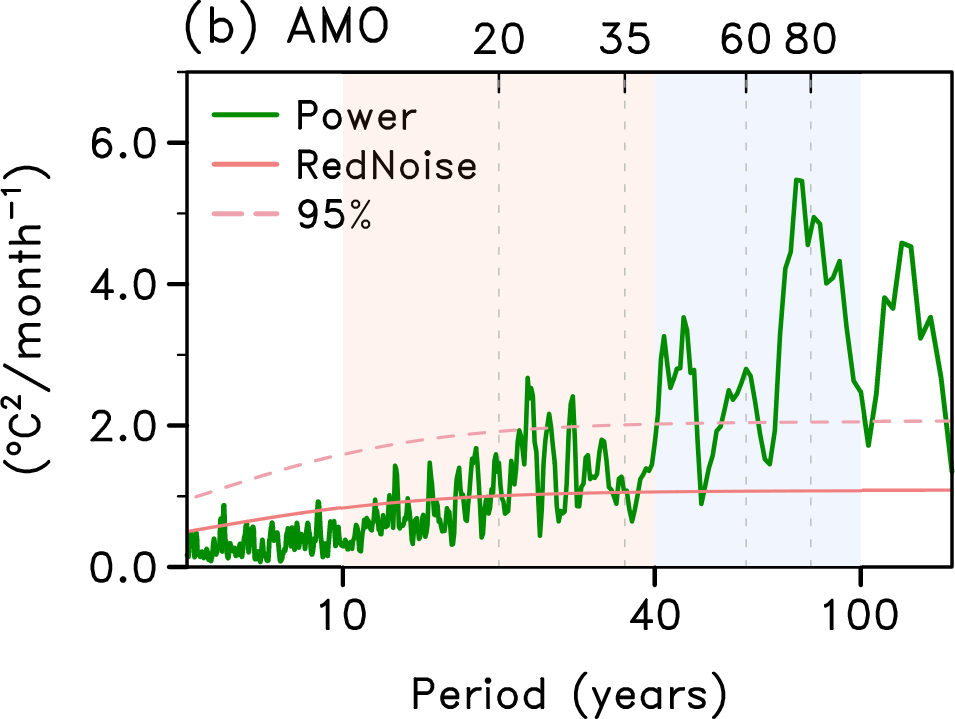 (b) AMO
20 35 60 80
Power
RedNoise
95%
6.0
4.0
2.0
0.0
(°C²/month⁻¹)
10 40 100
Period (years)